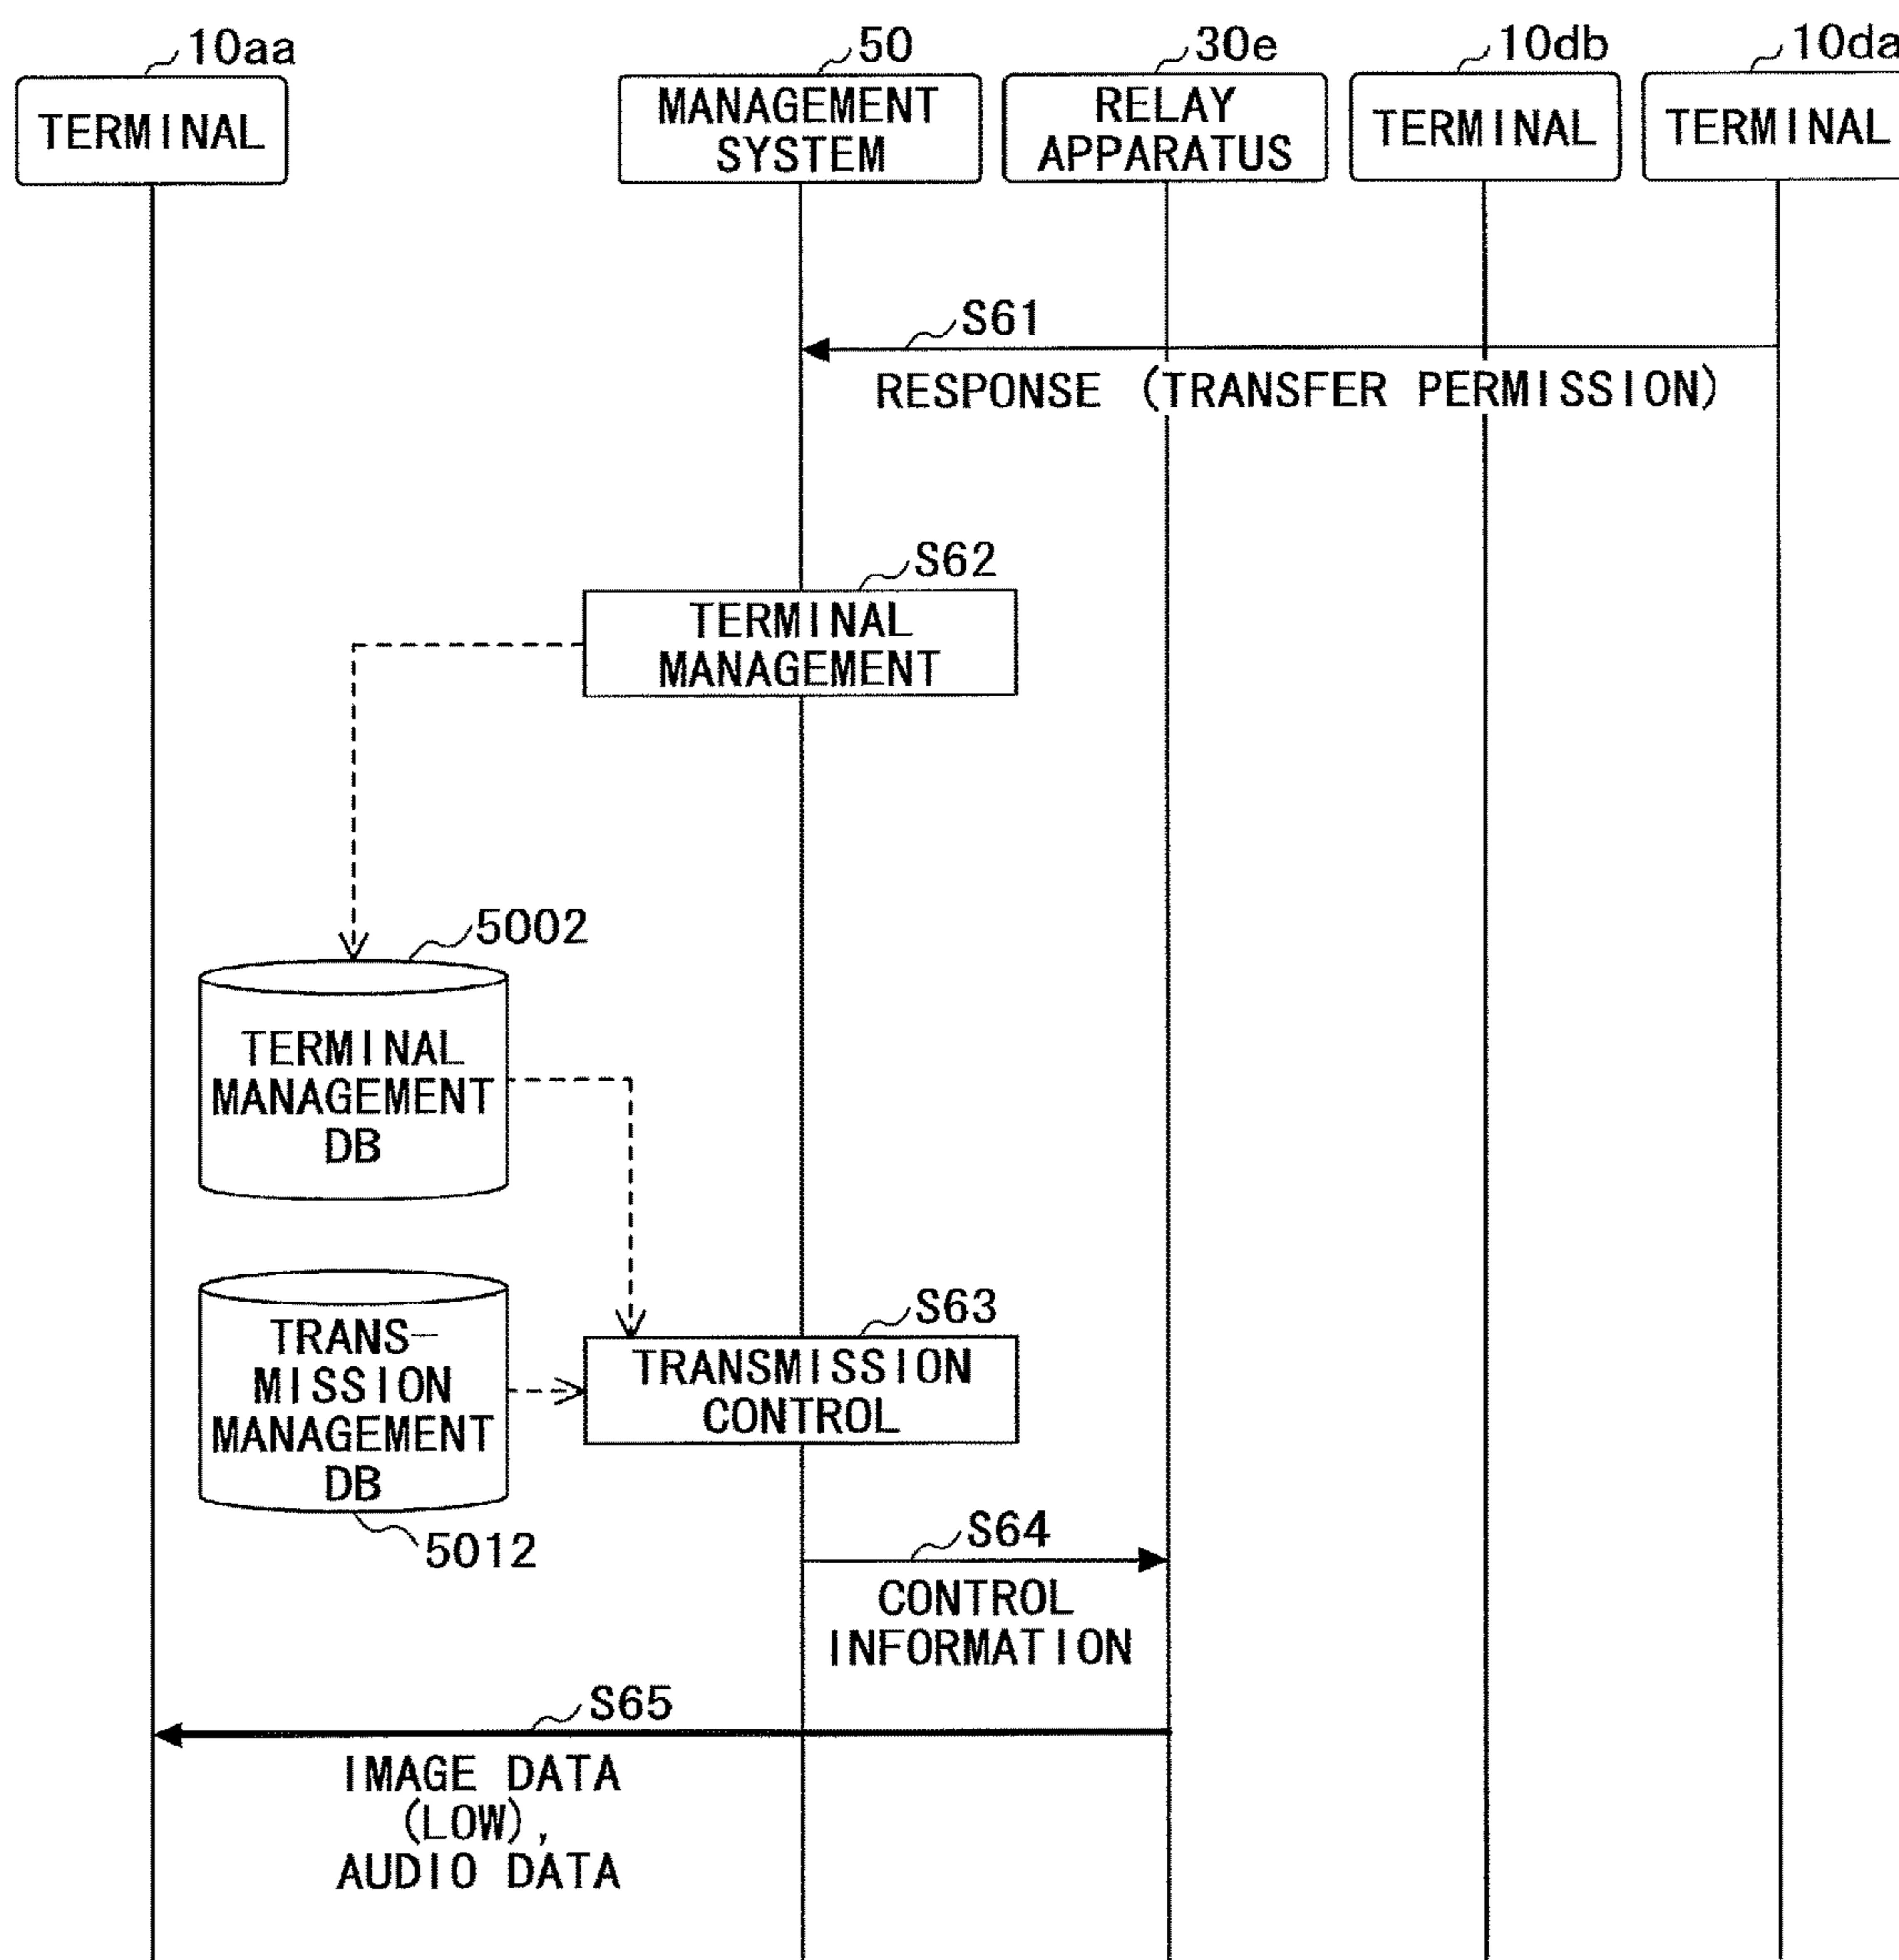 10aa
50
30e
10db
10da
TERMINAL
MANAGEMENT
SYSTEM
RELAY
APPARATUS
TERMINAL
TERMINAL
S61
RESPONSE (TRANSFER PERMISSION)
S62
TERMINAL
MANAGEMENT
5002
TERMINAL
MANAGEMENT
DB
TRANS-
MISSION
MANAGEMENT
DB
5012
S63
TRANSMISSION
CONTROL
S64
CONTROL
INFORMATION
S65
IMAGE DATA
(LOW),
AUDIO DATA